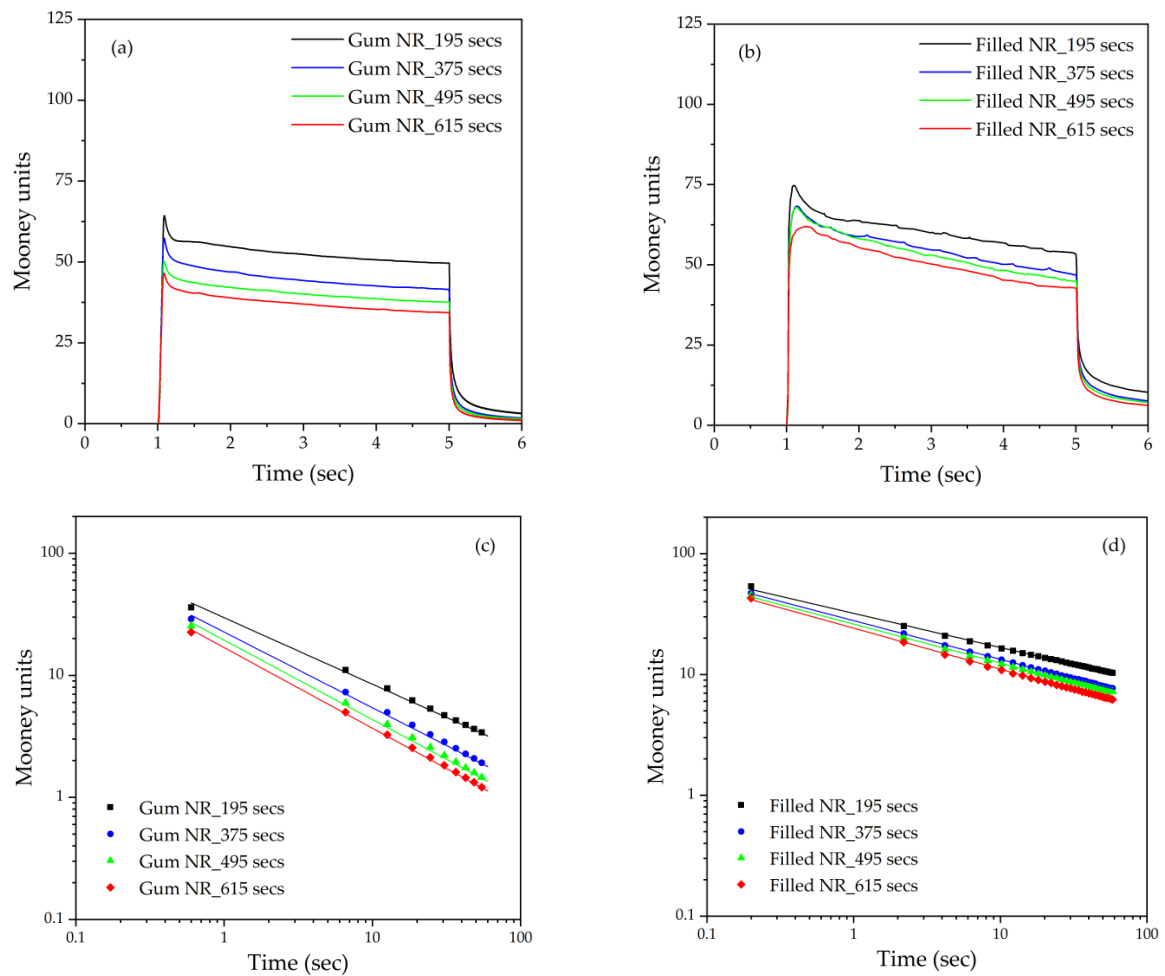 (a)
Gum NR_195 secs
Gum NR_375 secs
Gum NR_495 secs
Gum NR_615 secs
125
100
75
50
25
0
Mooney units
0 1 2 3 4 5 6
Time (sec)
(b)
Filled NR_195 secs
Filled NR_375 secs
Filled NR_495 secs
Filled NR_615 secs
125
100
75
50
25
0
Mooney units
0 1 2 3 4 5 6
Time (sec)
(c)
100
10
1
0.1
Mooney units
Gum NR_195 secs
Gum NR_375 secs
Gum NR_495 secs
Gum NR_615 secs
0.1 1 10 100
Time (sec)
(d)
100
10
1
0.1
Mooney units
Filled NR_195 secs
Filled NR_375 secs
Filled NR_495 secs
Filled NR_615 secs
0.1 1 10 100
Time (sec)